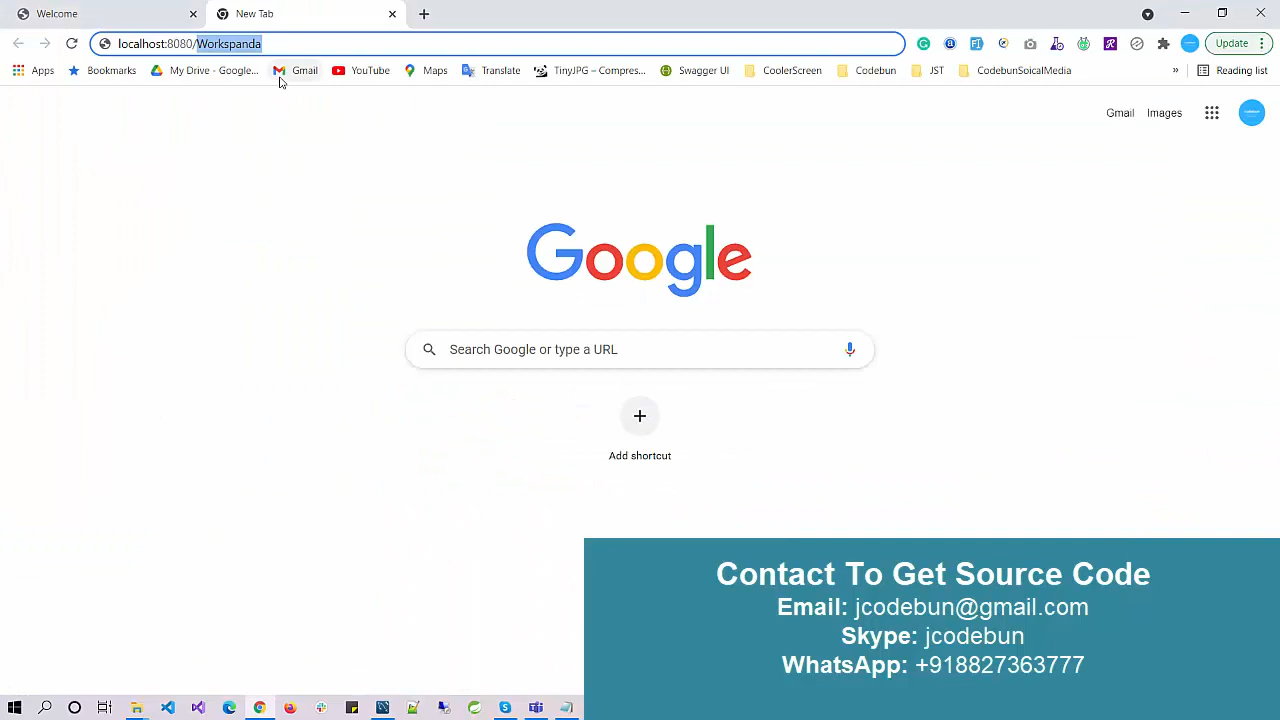 Welcome
New Tab
localhost:8080/Workspanda
Update
Apps
Bookmarks
My Drive - Google...
Gmail
YouTube
Maps
Translate
TinyJPG – Compres...
Swagger UI
CoolerScreen
Codebun
JST
CodebunSoicalMedia
»
Reading list
Gmail
Images
Google
Search Google or type a URL
Add shortcut
Contact To Get Source Code
Email: jcodebun@gmail.com
Skype: jcodebun
WhatsApp: +918827363777